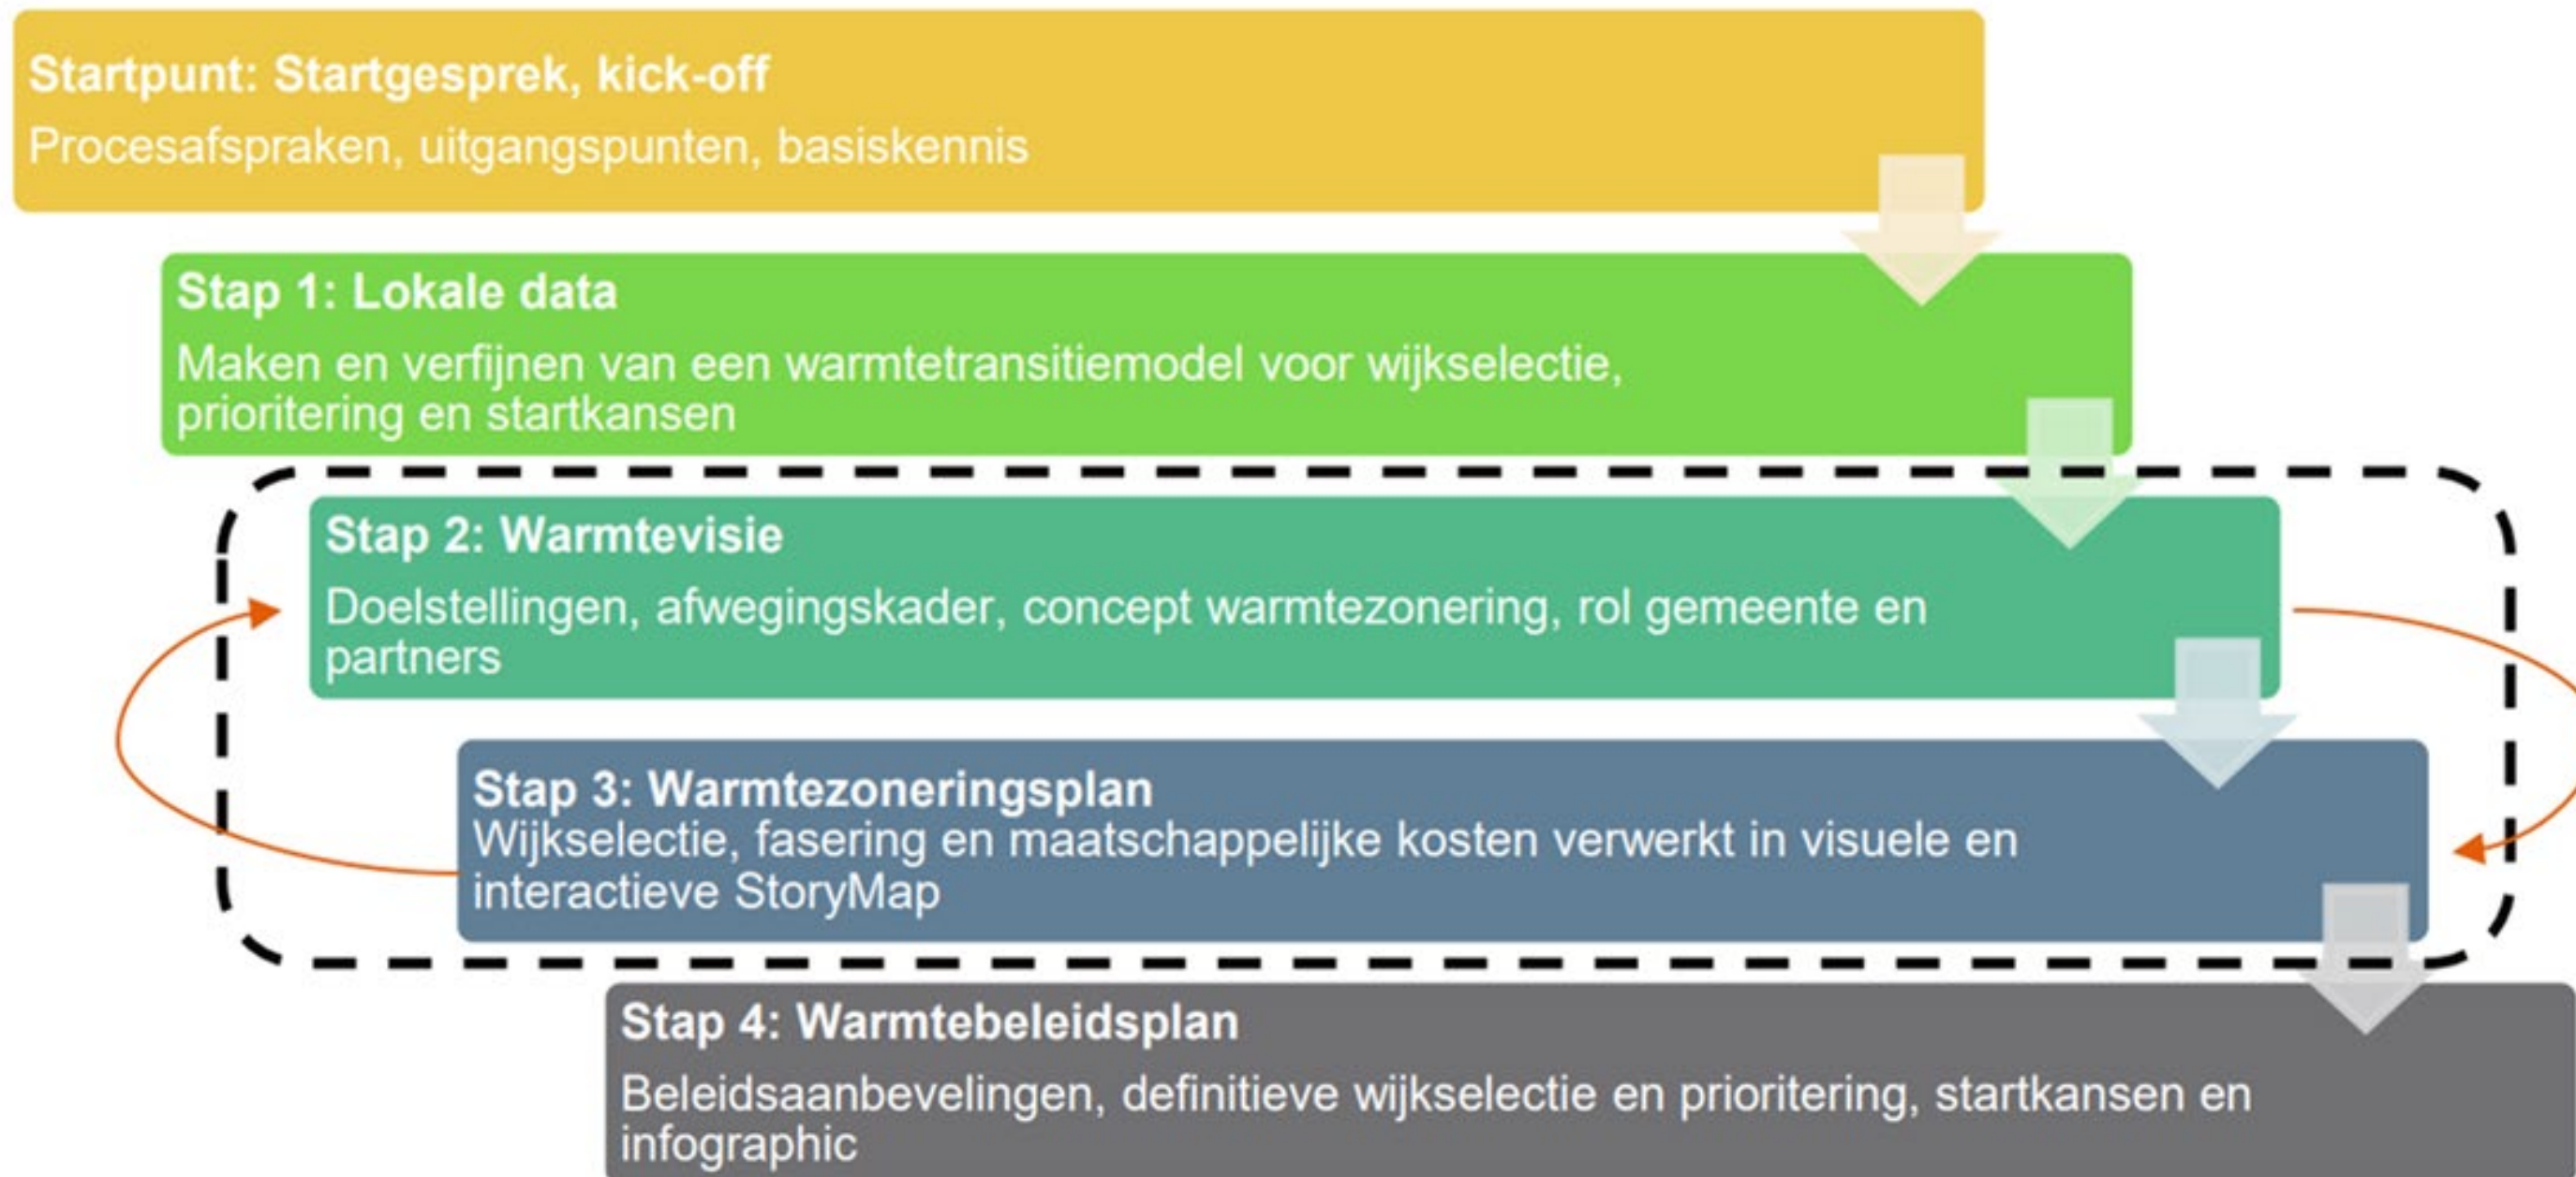 Startpunt: Startgesprek, kick-off
Procesafspraken, uitgangspunten, basiskennis
Stap 1: Lokale data
Maken en verfijnen van een warmtetransitiemodel voor wijkselectie,
prioritering en startkansen
Stap 2: Warmtevisie
Doelstellingen, afwegingskader, concept warmtezonering, rol gemeente en
partners
Stap 3: Warmtezoneringsplan
Wijkselectie, fasering en maatschappelijke kosten verwerkt in visuele en
interactieve StoryMap
Stap 4: Warmtebeleidsplan
Beleidsaanbevelingen, definitieve wijkselectie en prioritering, startkansen en
infographic